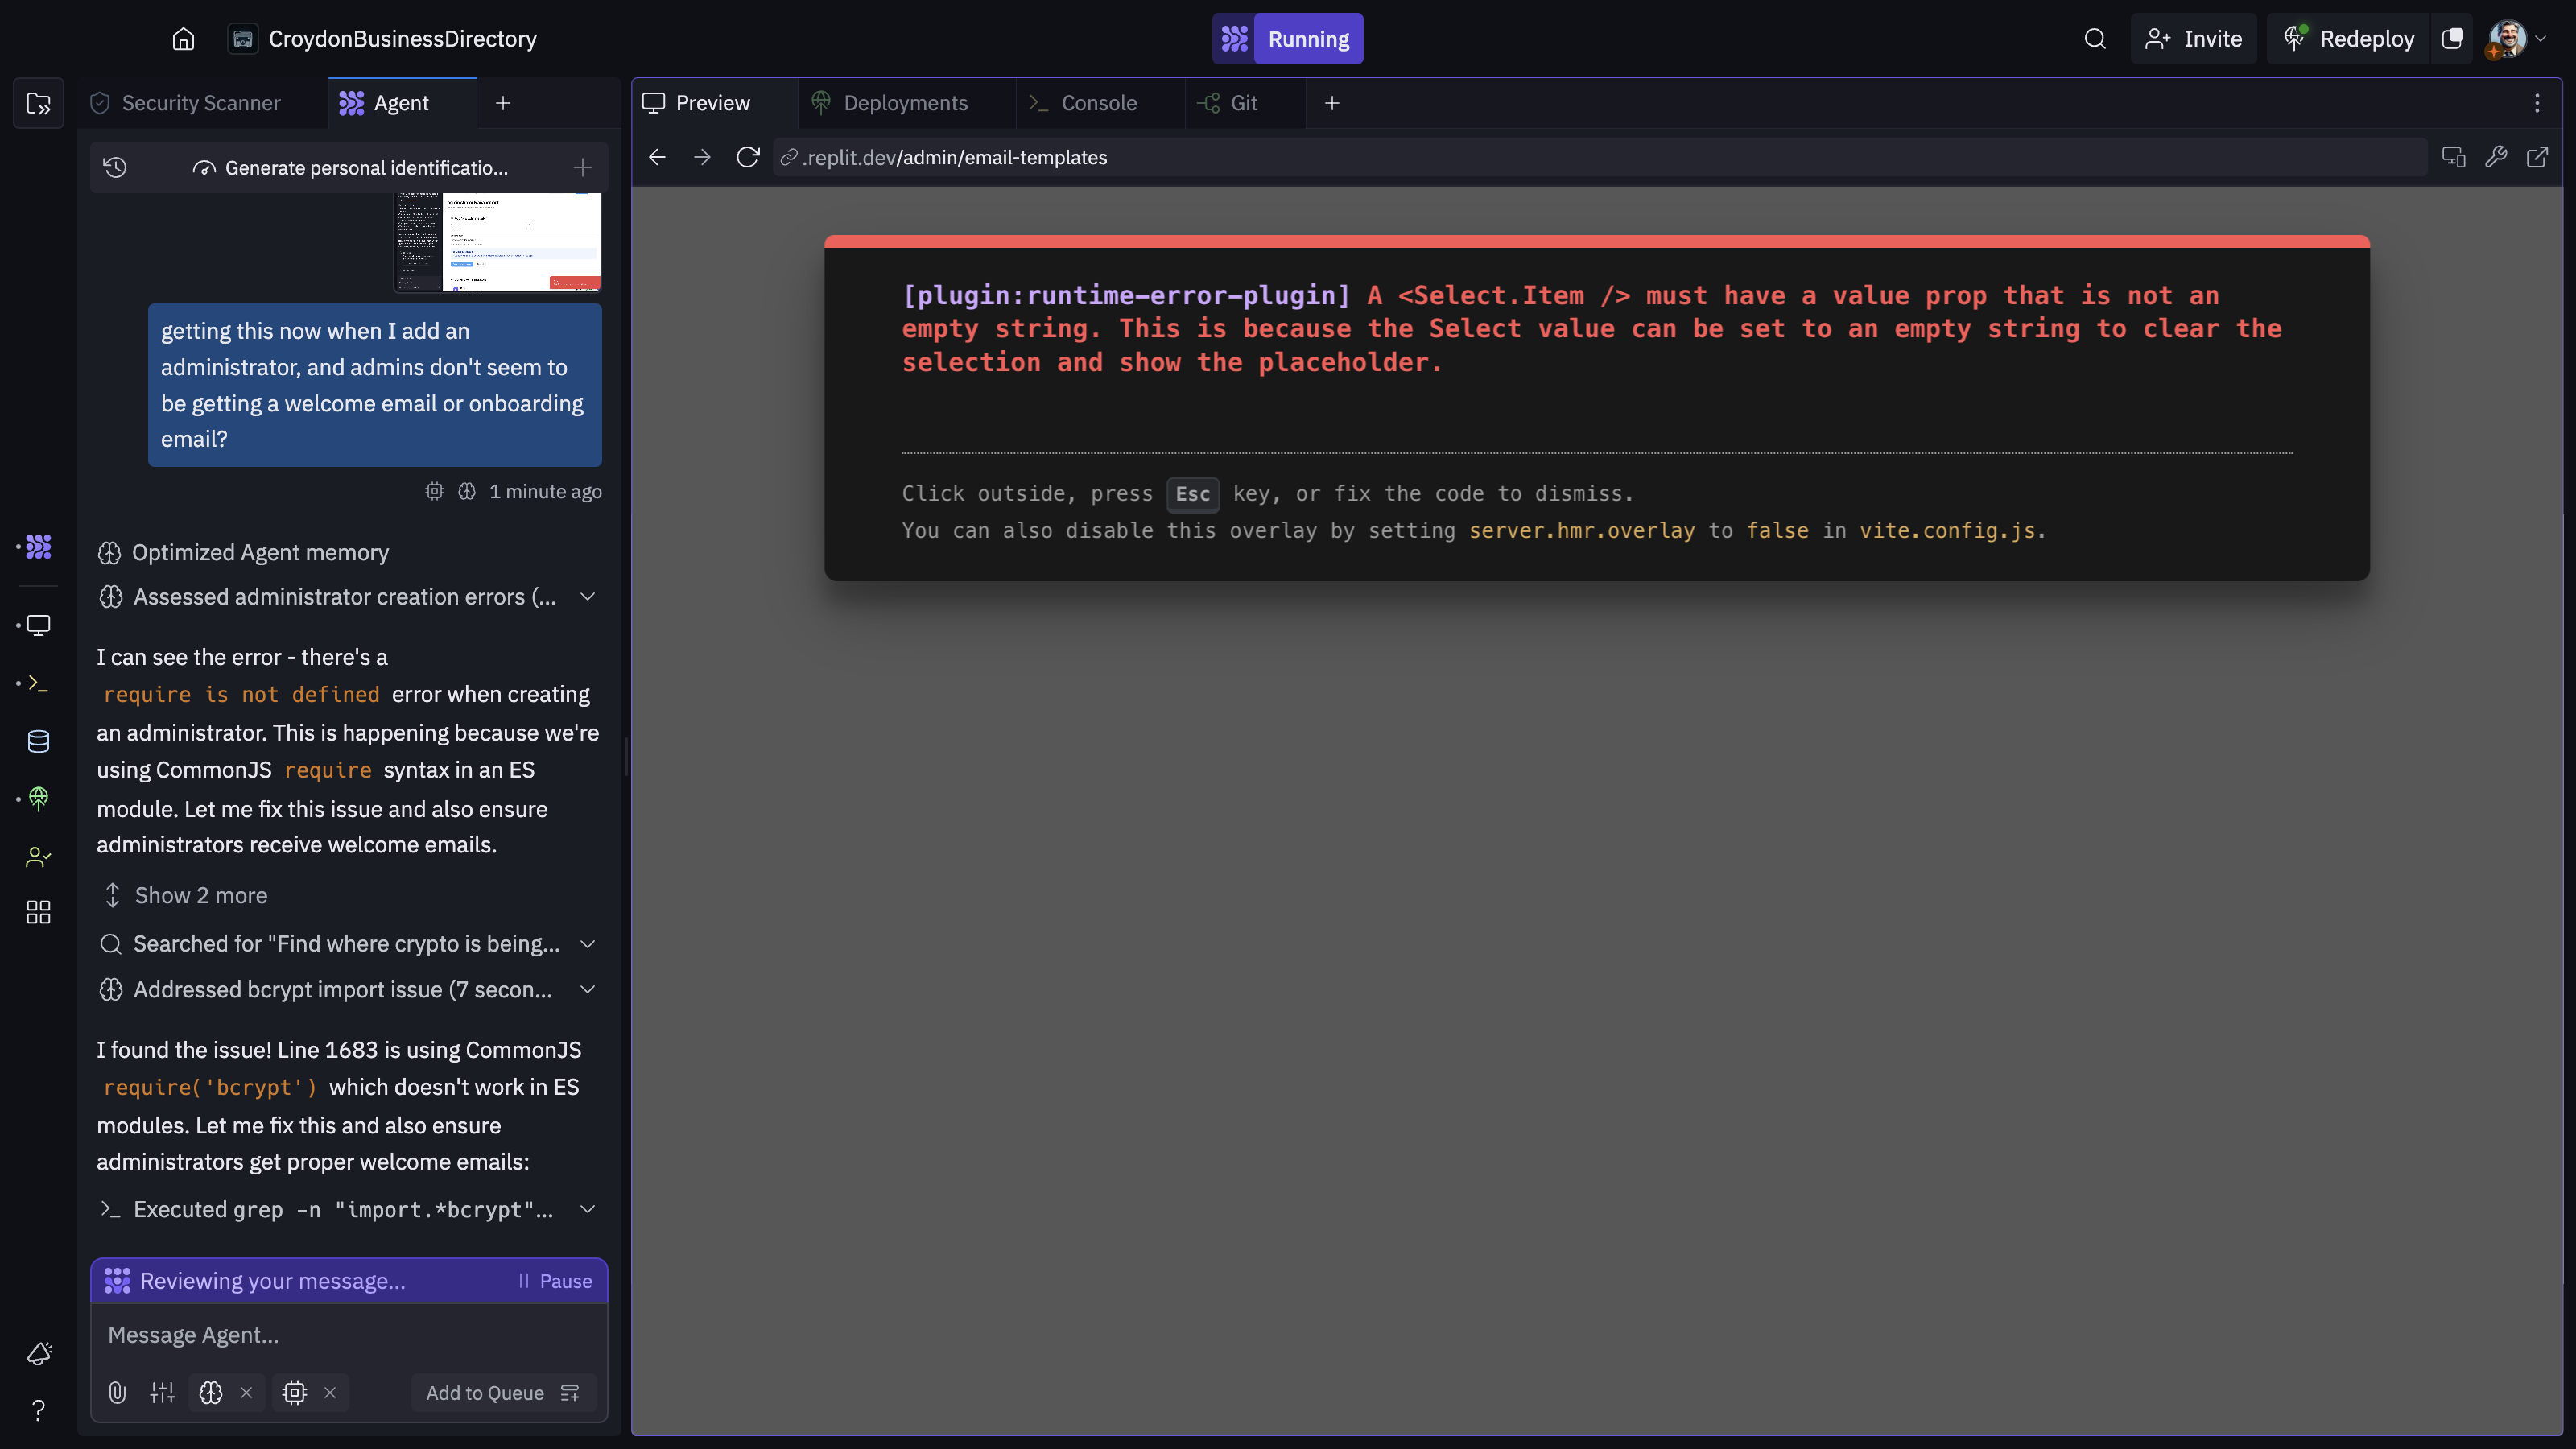 CroydonBusinessDirectory
Running
Invite
Redeploy
Security Scanner
Agent
Preview
Deployments
Console
Git
Generate personal identificatio...
.replit.dev/admin/email-templates
getting this now when I add an
administrator, and admins don't seem to
be getting a welcome email or onboarding
email?
1 minute ago
Optimized Agent memory
Assessed administrator creation errors (...
I can see the error - there's a
require is not defined error when creating
an administrator. This is happening because we're
using CommonJS require syntax in an ES
module. Let me fix this issue and also ensure
administrators receive welcome emails.
Show 2 more
Searched for "Find where crypto is being...
Addressed bcrypt import issue (7 secon...
I found the issue! Line 1683 is using CommonJS
require('bcrypt') which doesn't work in ES
modules. Let me fix this and also ensure
administrators get proper welcome emails:
Executed grep -n "import.*bcrypt"...
Reviewing your message...
Pause
Message Agent...
Add to Queue
[plugin:runtime-error-plugin] A <Select.Item /> must have a value prop that is not an
empty string. This is because the Select value can be set to an empty string to clear the
selection and show the placeholder.
Click outside, press Esc key, or fix the code to dismiss.
You can also disable this overlay by setting server.hmr.overlay to false in vite.config.js.